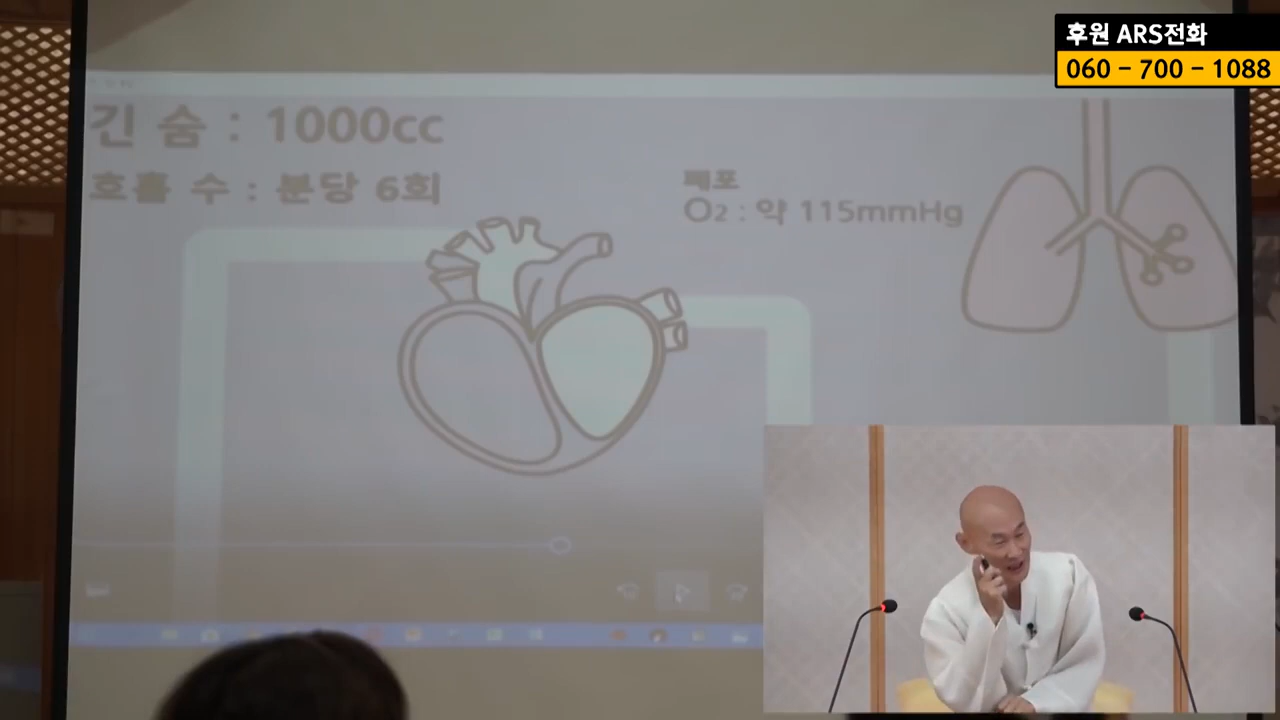 후원 ARS전화
060 - 700 - 1088
긴 숨 : 1000cc
호흡 수 : 분당 6회
폐포
O₂ : 약 115mmHg